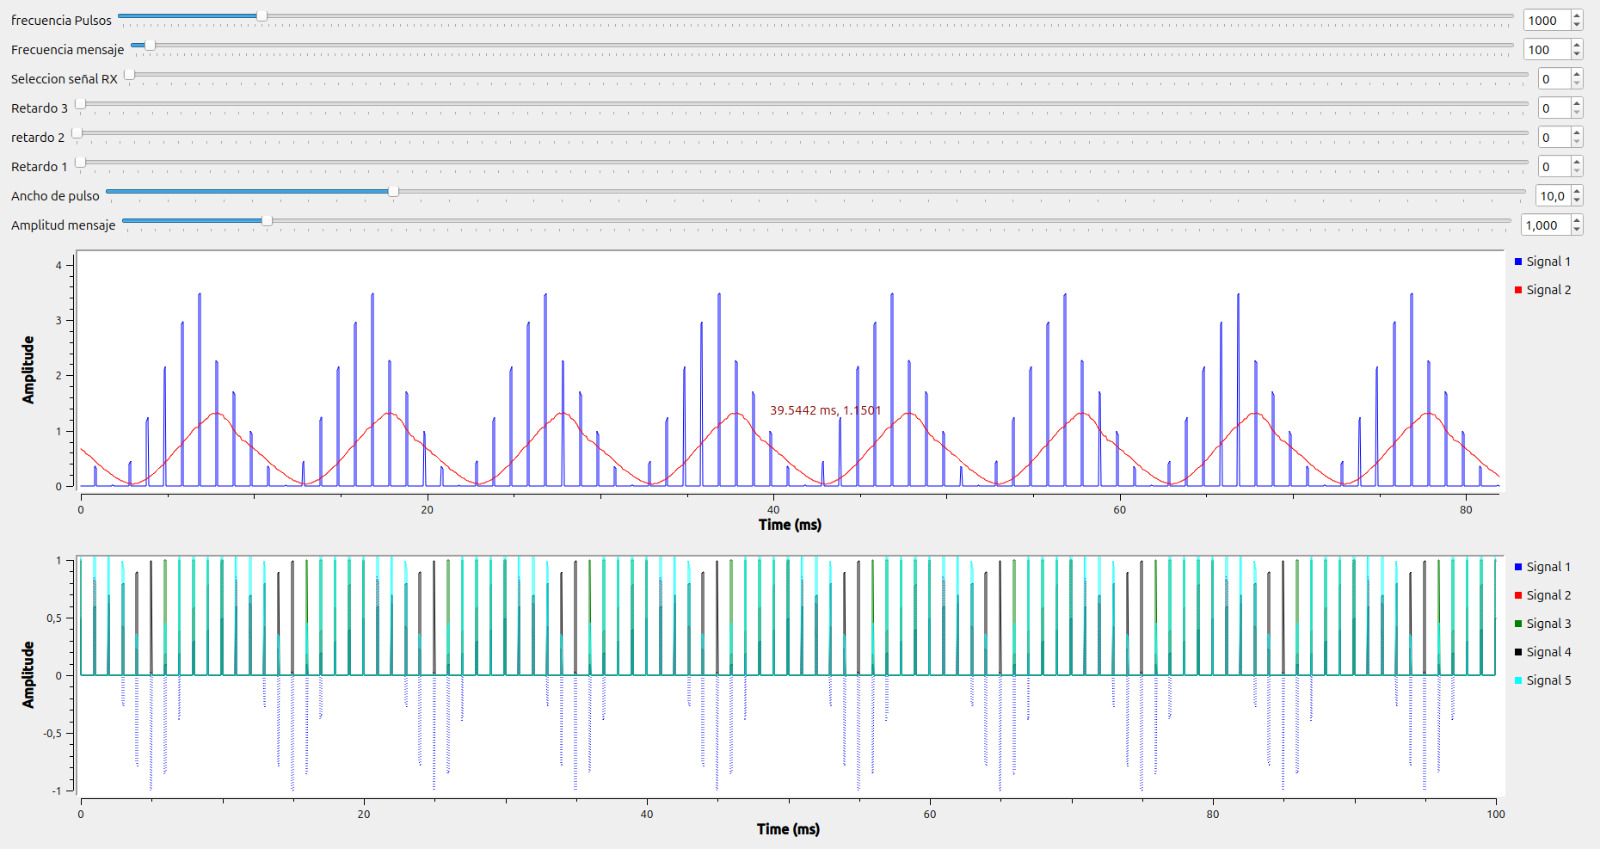 frecuencia Pulsos 1000
Frecuencia mensaje 100
Seleccion señal RX 0
Retardo 3 0
retardo 2 0
Retardo 1 0
Ancho de pulso 10,0
Amplitud mensaje 1,000
4
3
2
1
0
Amplitude
39.5442 ms, 1.1501
Signal 1
Signal 2
0 20 40 60 80
Time (ms)
1
0,5
0
-0,5
-1
Amplitude
Signal 1
Signal 2
Signal 3
Signal 4
Signal 5
0 20 40 60 80 100
Time (ms)